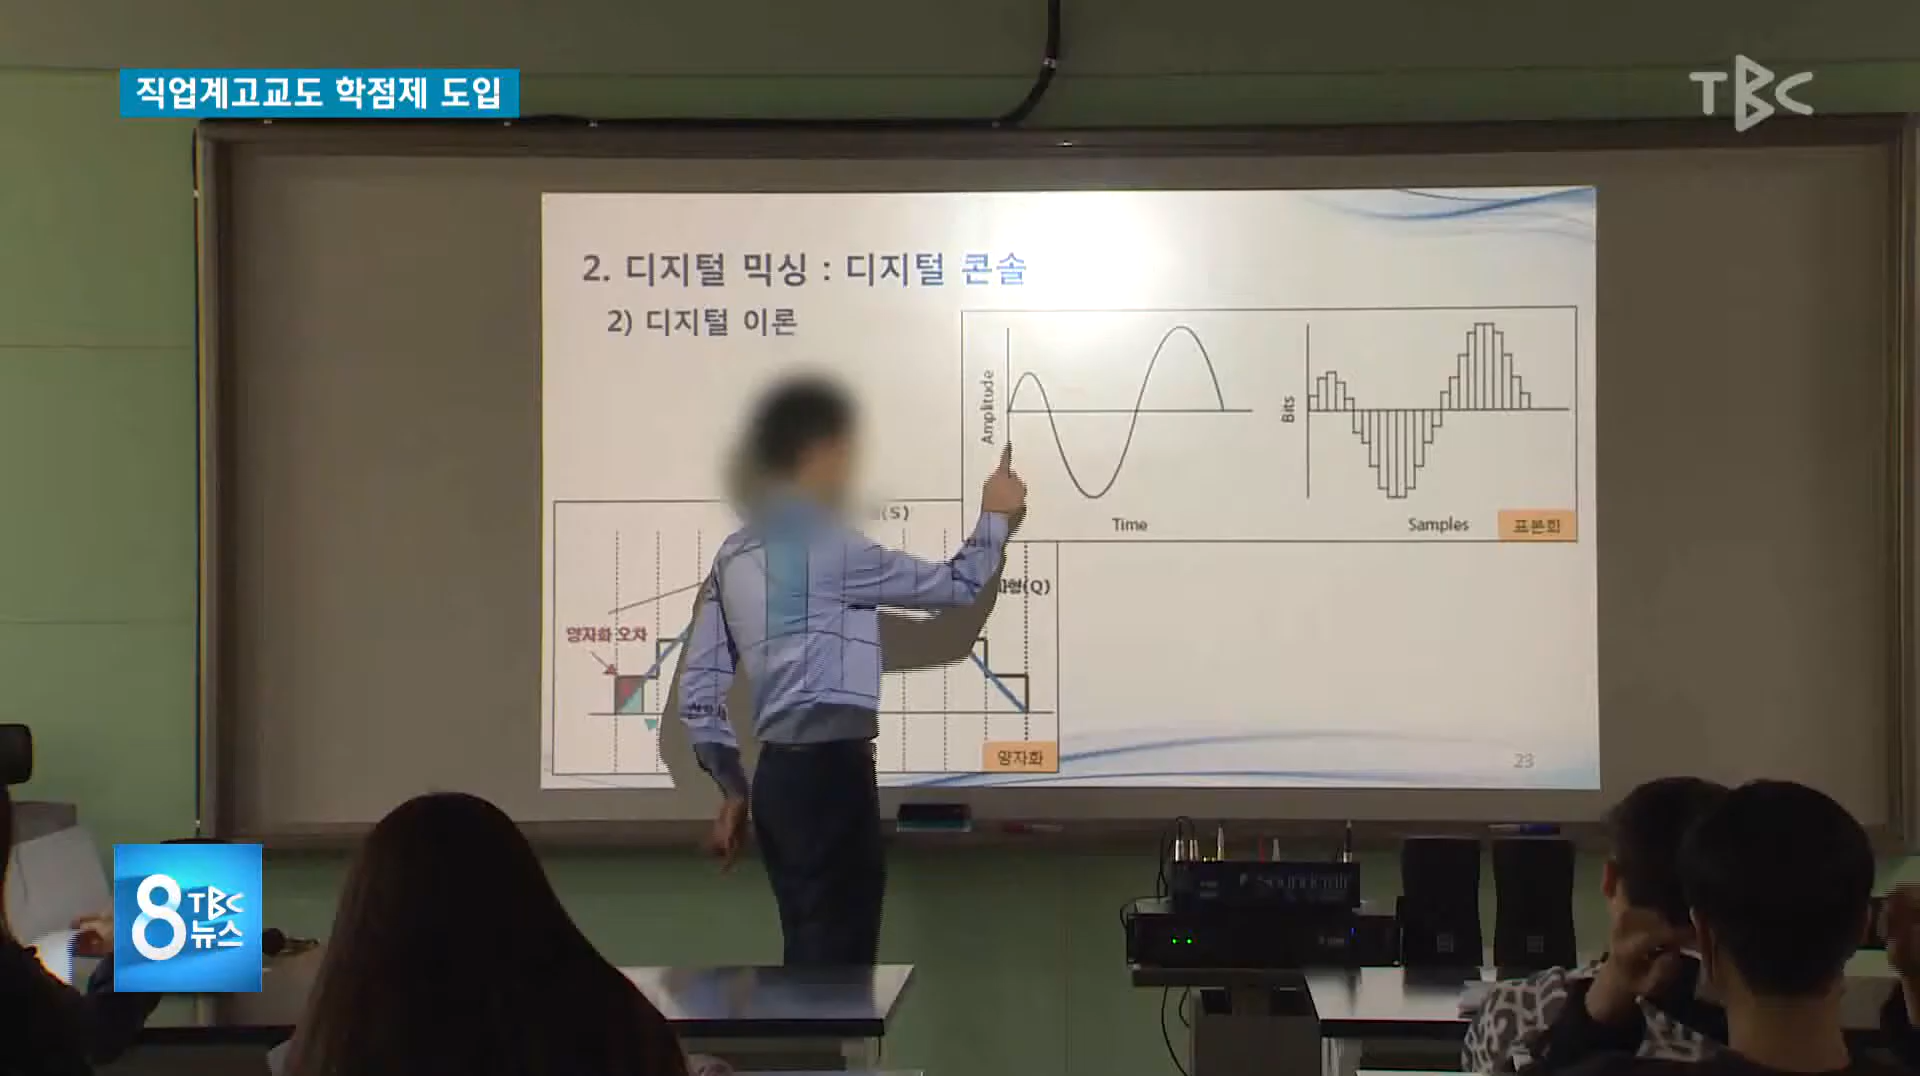 직업계고교도 학점제 도입
TBC
2. 디지털 믹싱 : 디지털 콘솔
2) 디지털 이론
Amplitude
Time
Bits
Samples
표본화
(S)
형(Q)
양자화 오차
양자화
23
Soundcraft
8 TBC
뉴스